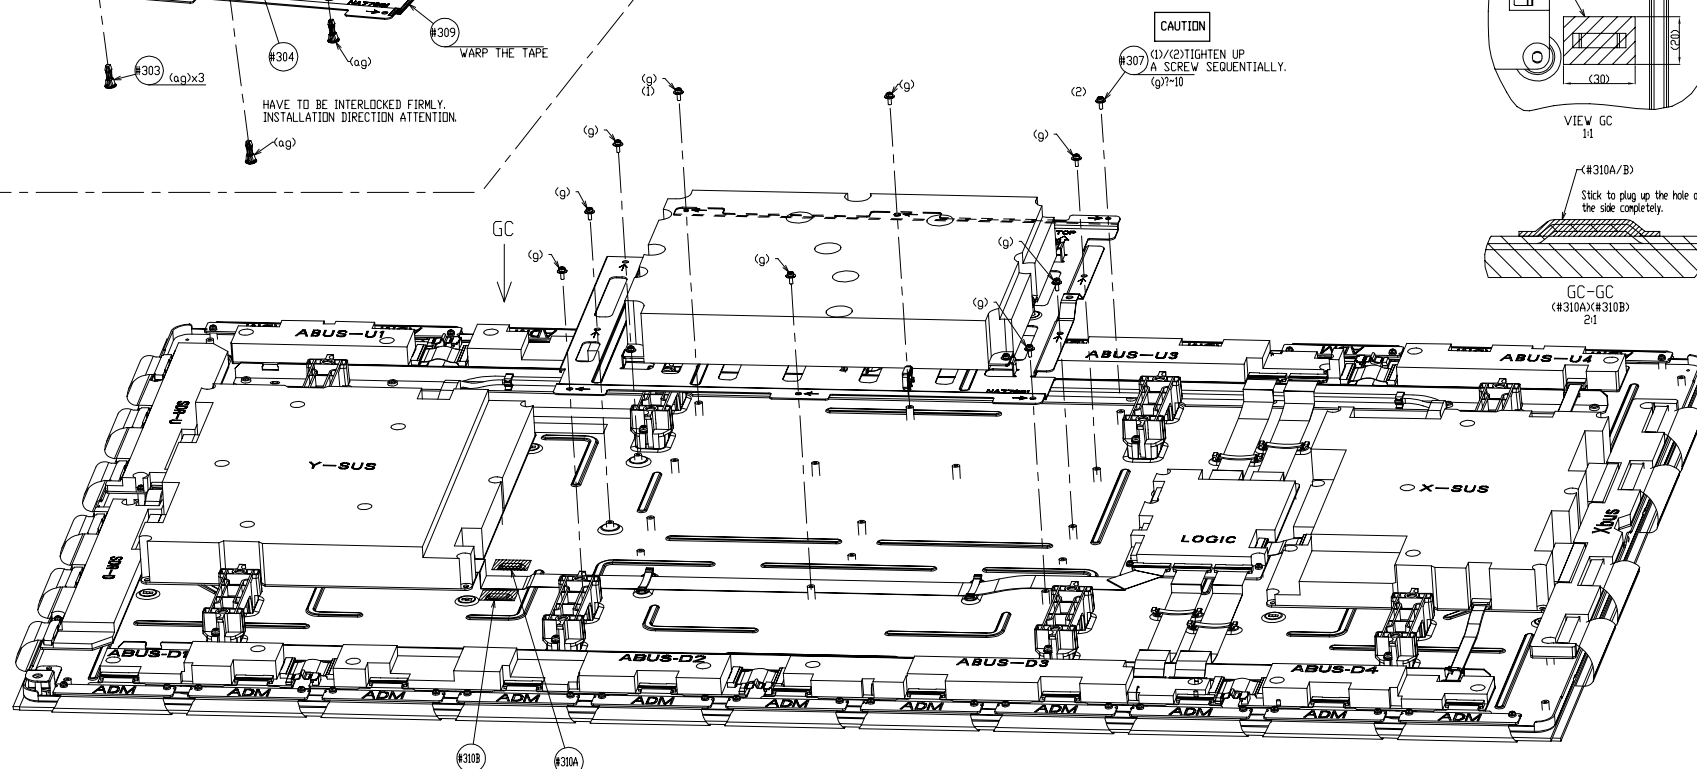 #309
WARP THE TAPE
#304
(ag)
#303
(ag)x3
HAVE TO BE INTERLOCKED FIRMLY.
INSTALLATION DIRECTION ATTENTION.
(ag)
CAUTION
#307
(1)/(2)TIGHTEN UP
A SCREW SEQUENTIALLY.
(g)?~10
(g)
(1)
(g)
(2)
(g)
(g)
(g)
(g)
(g)
(g)
(g)
GC
TOP
(20)
(30)
VIEW GC
1:1
(#310A/B)
Stick to plug up the hole o
the side completely.
GC-GC
(#310A)(#310B)
2:1
ABUS-U1
ABUS-U3
ABUS-U4
Y-SUS
X-SUS
LOGIC
Xbus
ABUS-D1
ABUS-D2
ABUS-D3
ABUS-D4
ADM
ADM
ADM
ADM
ADM
ADM
ADM
ADM
ADM
ADM
ADM
#310B
#310A